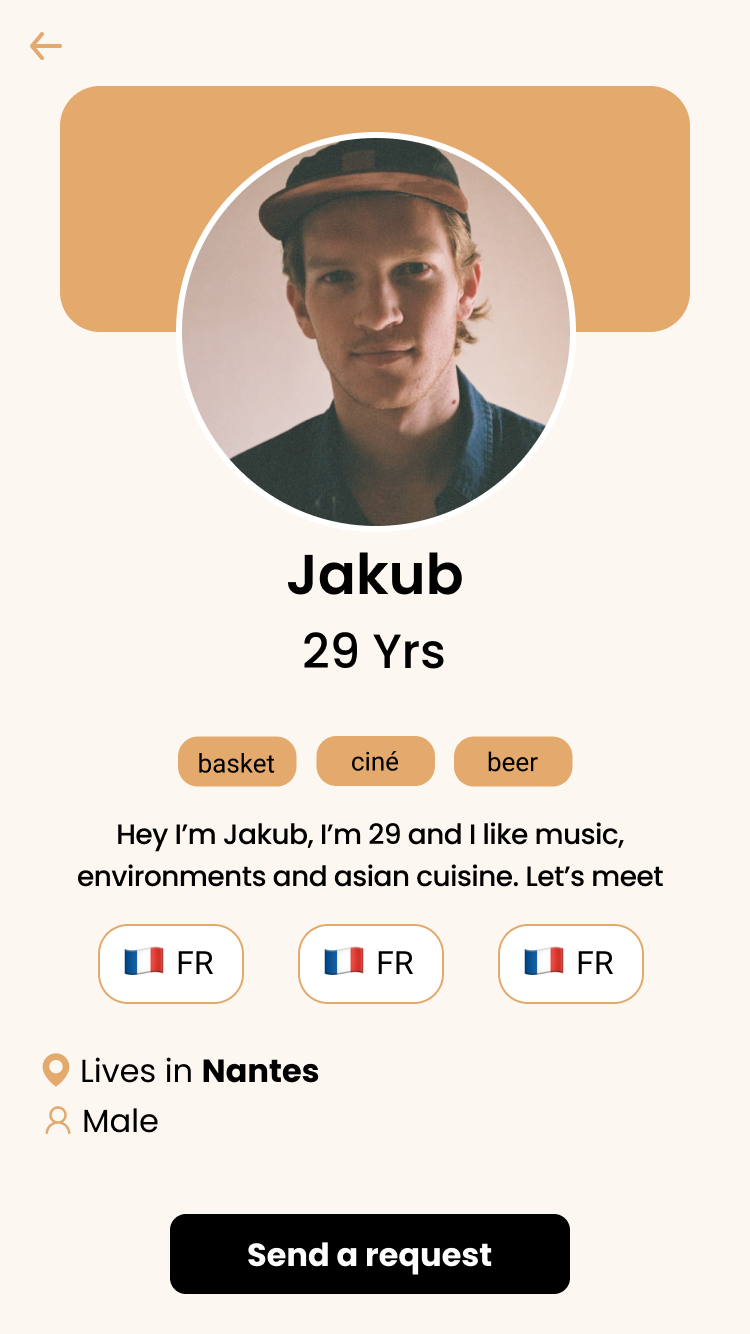 Jakub
29 Yrs
basket ciné beer
Hey I’m Jakub, I’m 29 and I like music,
environments and asian cuisine. Let’s meet
FR FR FR
Lives in Nantes
Male
Send a request